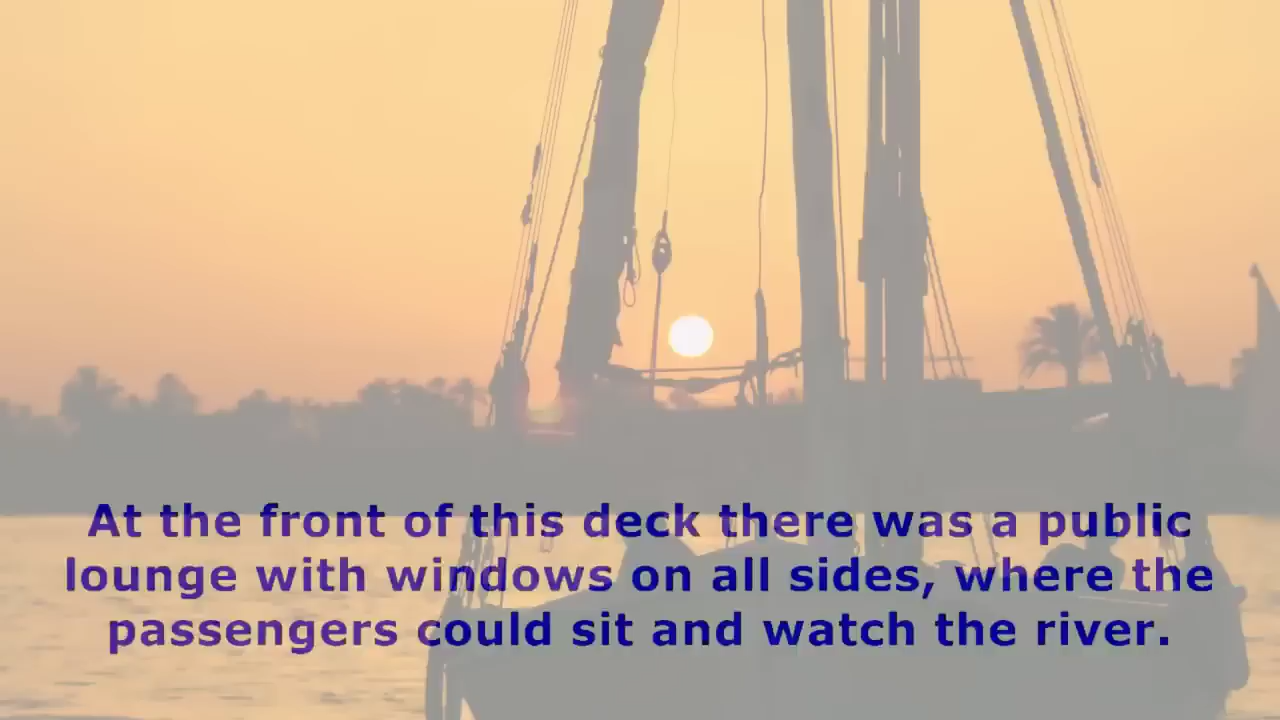 At the front of this deck there was a public
lounge with windows on all sides, where the
passengers could sit and watch the river.